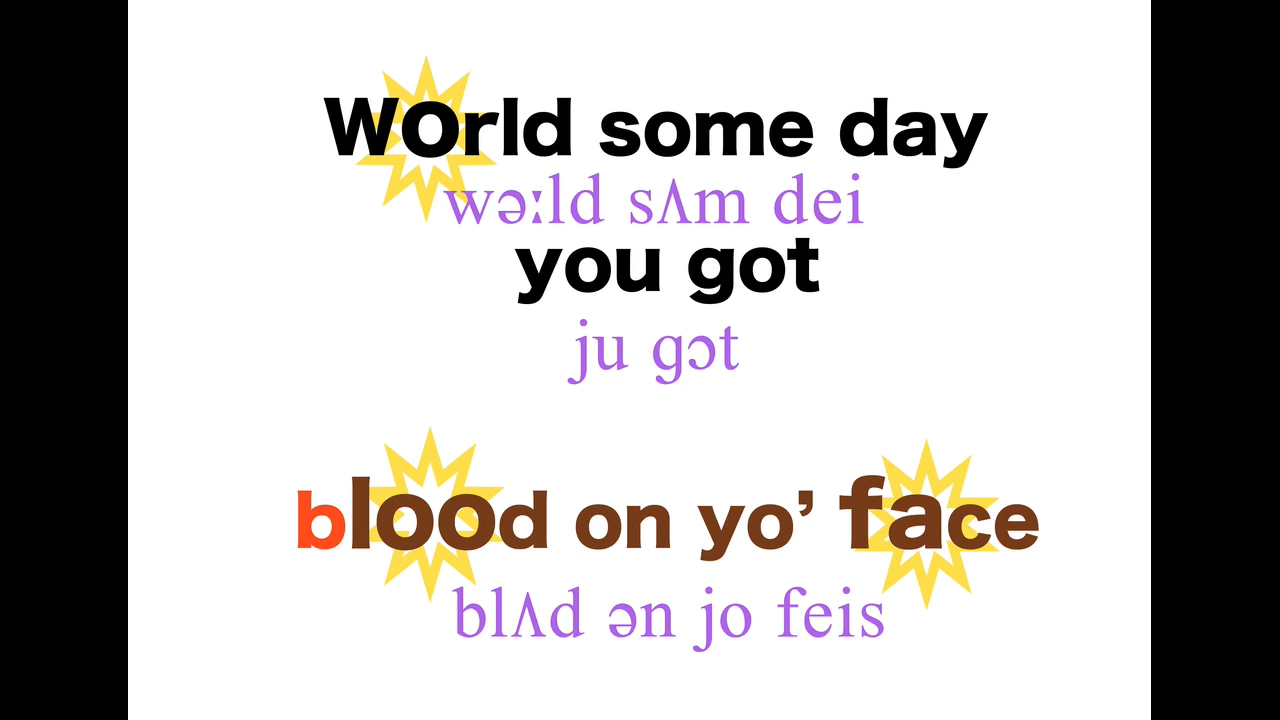 World some day
wəːld sʌm dei
you got
ju gɔt
blood on yo’ face
blʌd ən jo feis